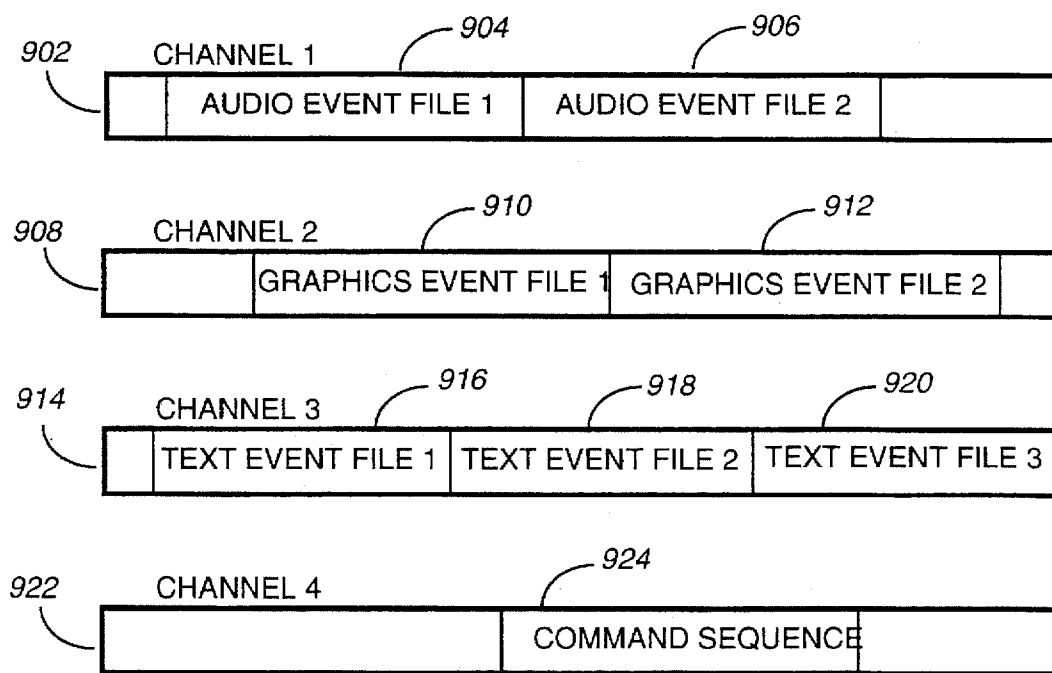 904 906
902 CHANNEL 1
AUDIO EVENT FILE 1 AUDIO EVENT FILE 2
910 912
908 CHANNEL 2
GRAPHICS EVENT FILE 1 GRAPHICS EVENT FILE 2
916 918 920
914 CHANNEL 3
TEXT EVENT FILE 1 TEXT EVENT FILE 2 TEXT EVENT FILE 3
924
922 CHANNEL 4
COMMAND SEQUENCE